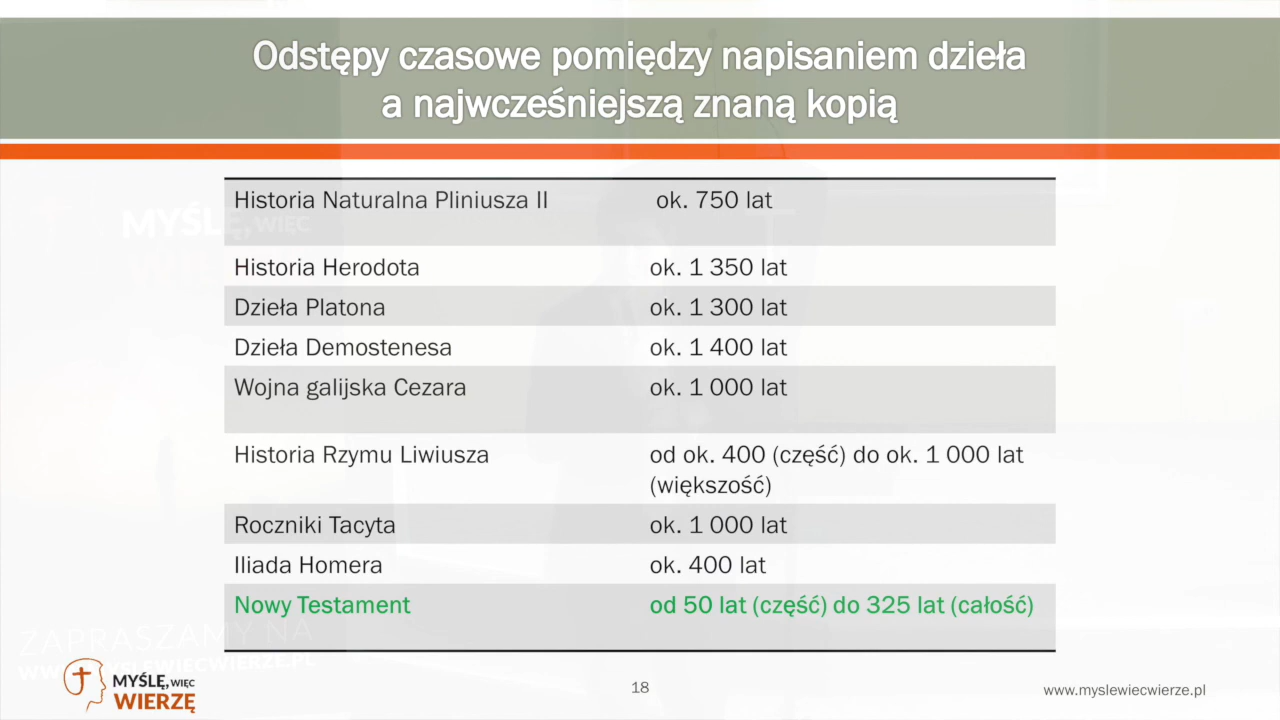 Odstępy czasowe pomiędzy napisaniem dzieła
a najwcześniejszą znaną kopią
Historia Naturalna Pliniusza II ok. 750 lat
Historia Herodota ok. 1 350 lat
Dzieła Platona ok. 1 300 lat
Dzieła Demostenesa ok. 1 400 lat
Wojna galijska Cezara ok. 1 000 lat
Historia Rzymu Liwiusza od ok. 400 (część) do ok. 1 000 lat
(większość)
Roczniki Tacyta ok. 1 000 lat
Iliada Homera ok. 400 lat
Nowy Testament od 50 lat (część) do 325 lat (całość)
MYŚLĘ, WIĘC
ZAPRASZAMY NA
WWW.MYSLEWIECWIERZE.PL
MYŚLĘ, WIĘC
WIERZĘ
18
www.myslewiecwierze.pl